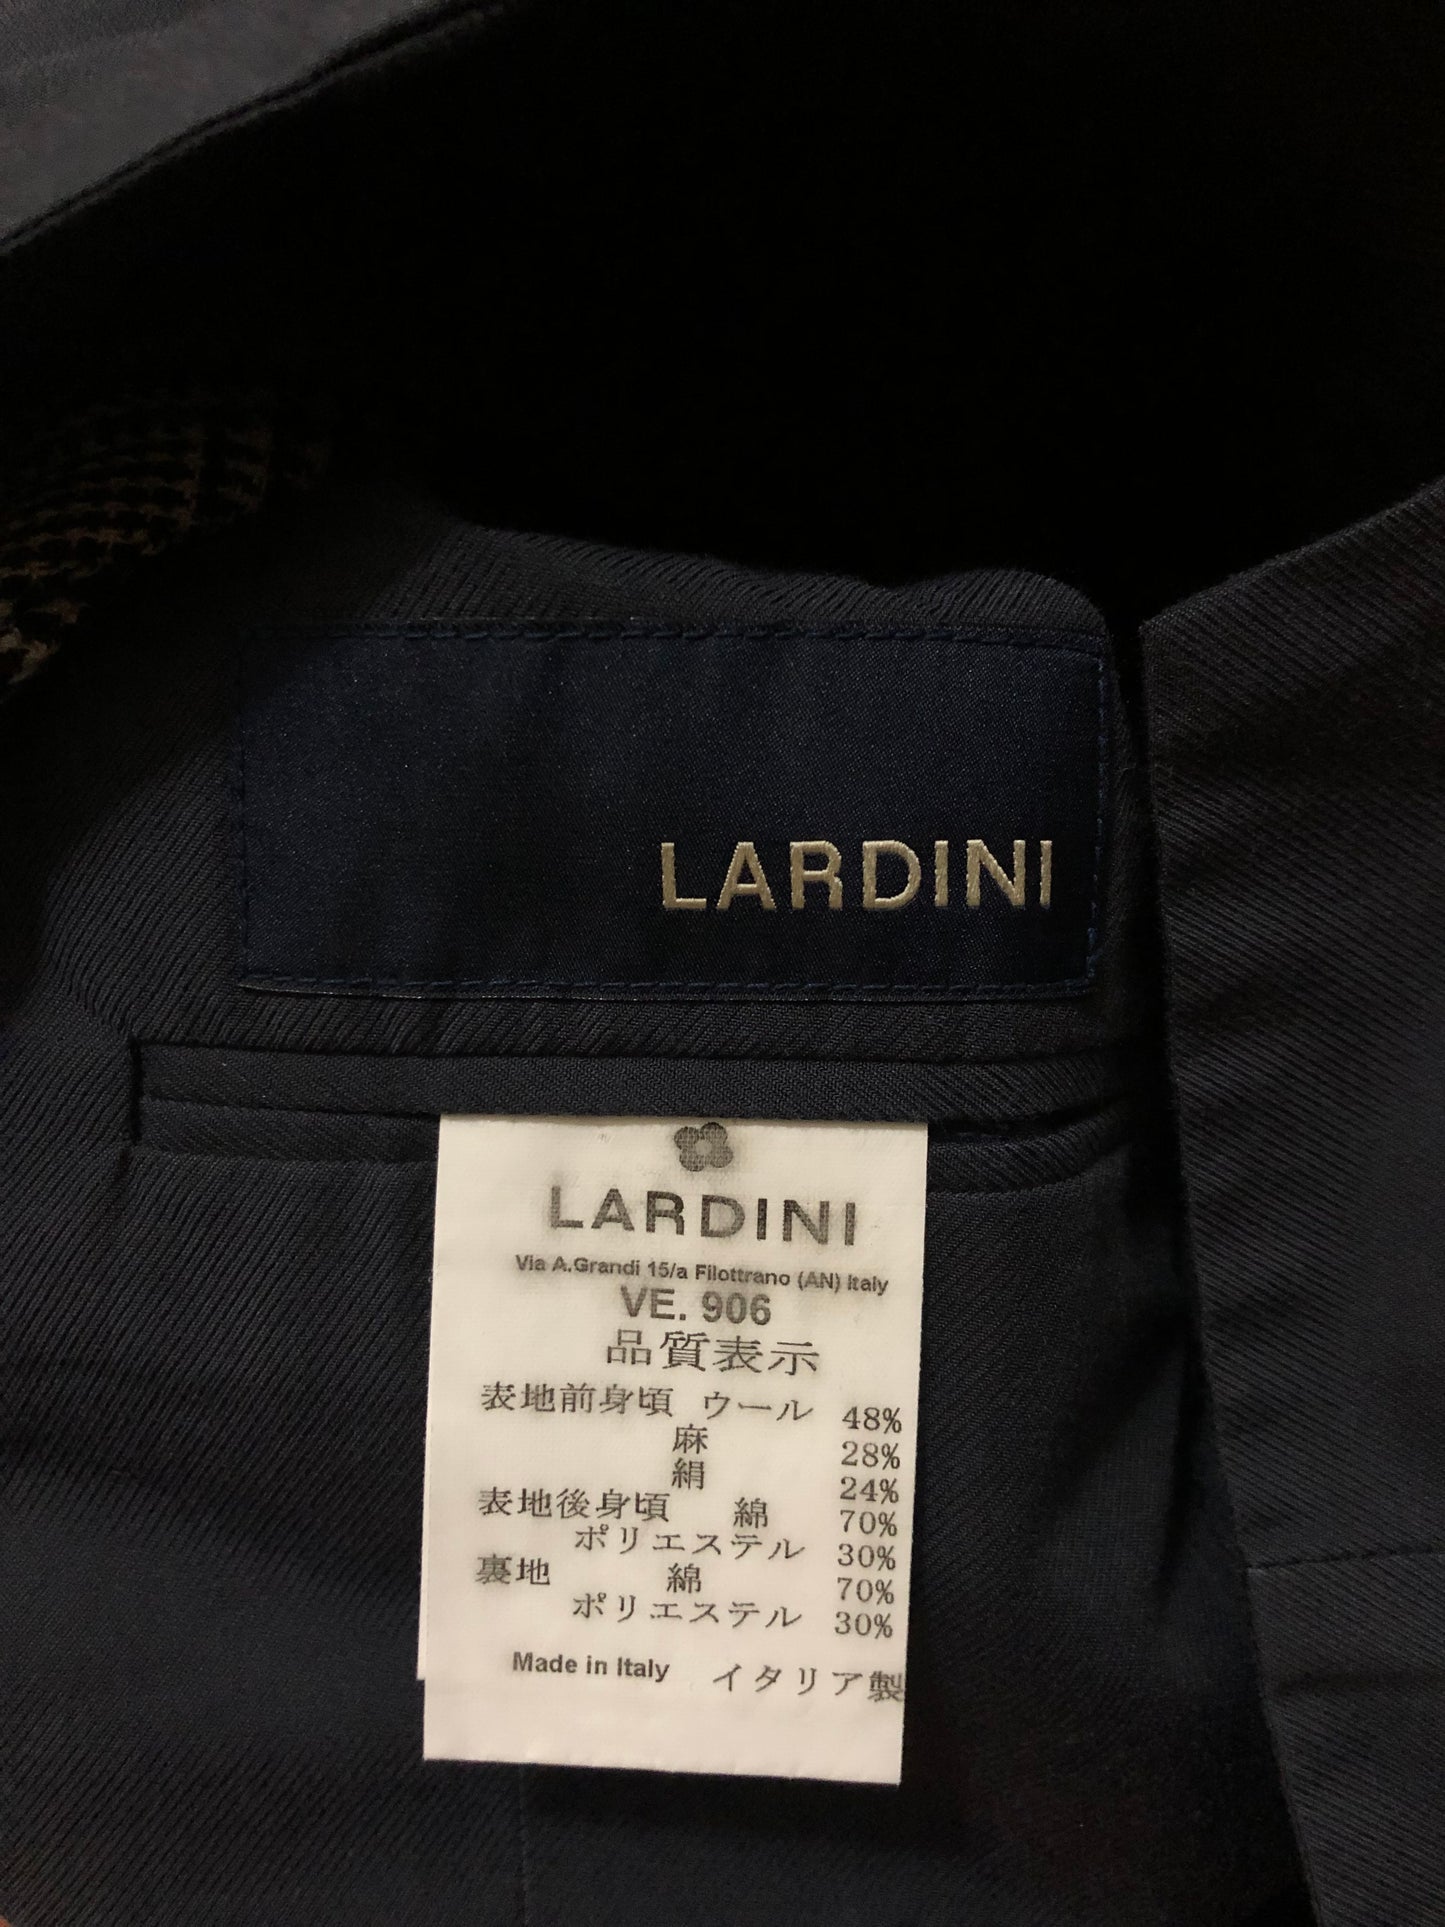 LARDINI
LARDINI
Via A.Grandi 15/a Filottrano (AN) Italy
VE. 906
品質表示
表地前身頃 ウール 48%
麻 28%
絹 24%
表地後身頃 綿 70%
ポリエステル 30%
裏地 綿 70%
ポリエステル 30%
Made in Italy イタリア製